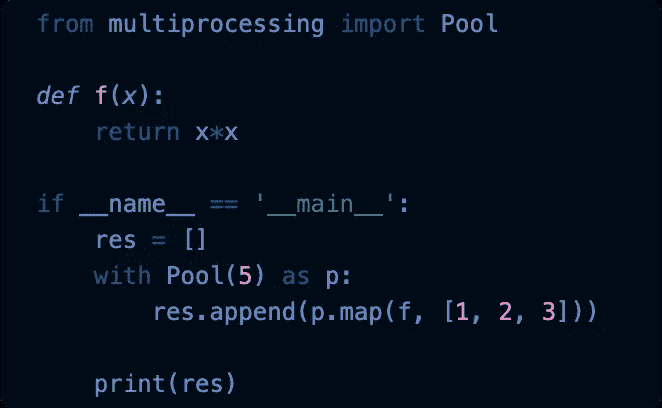 from multiprocessing import Pool
def f(x):
    return x*x
if __name__ == '__main__':
    res = []
    with Pool(5) as p:
        res.append(p.map(f, [1, 2, 3]))
    print(res)